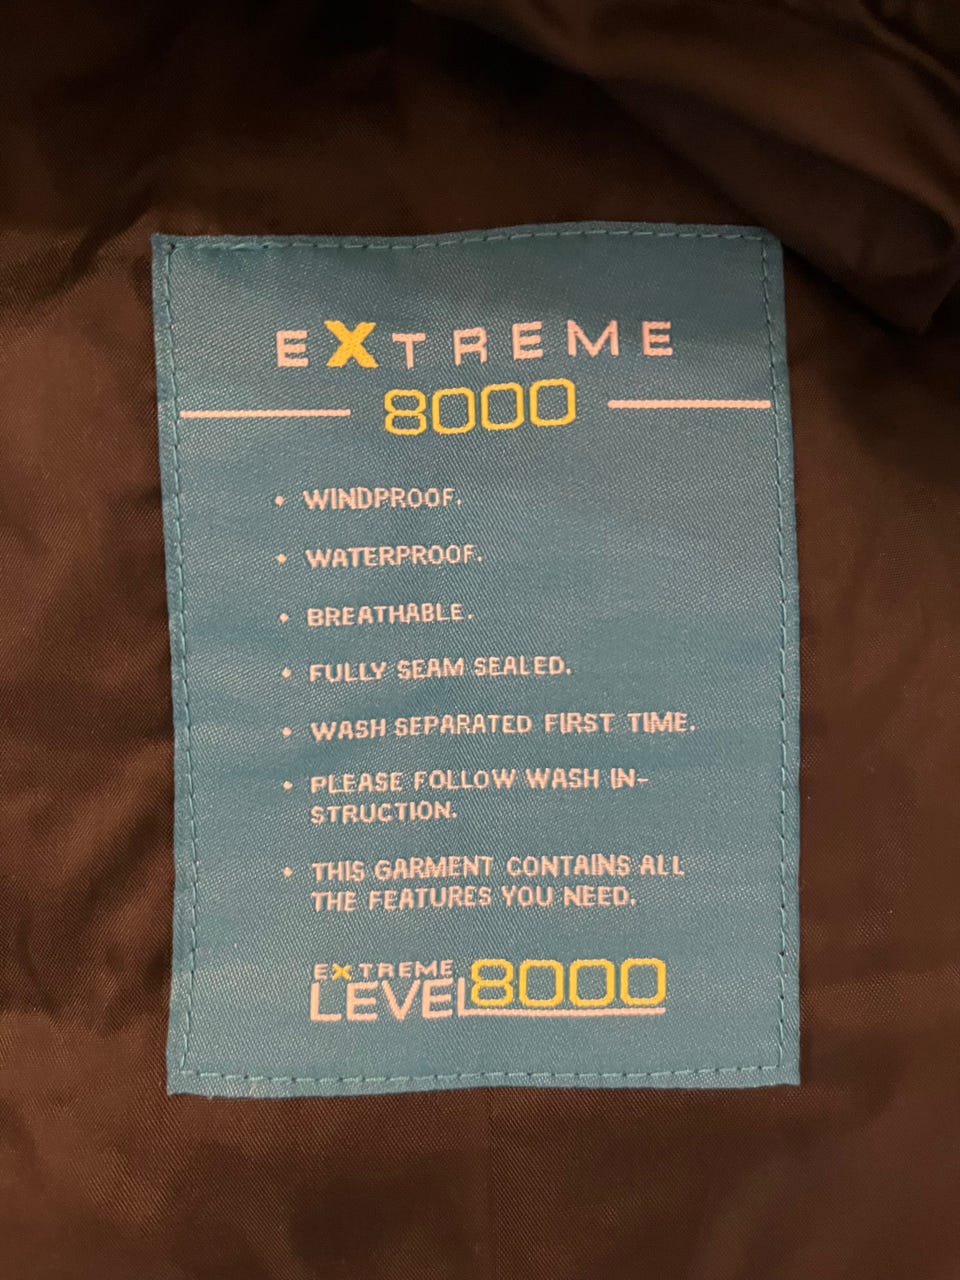 EXTREME
8000
• WINDPROOF.
• WATERPROOF.
• BREATHABLE.
• FULLY SEAM SEALED.
• WASH SEPARATED FIRST TIME.
• PLEASE FOLLOW WASH IN-
STRUCTION.
• THIS GARMENT CONTAINS ALL
THE FEATURES YOU NEED.
EXTREME
LEVEL8000